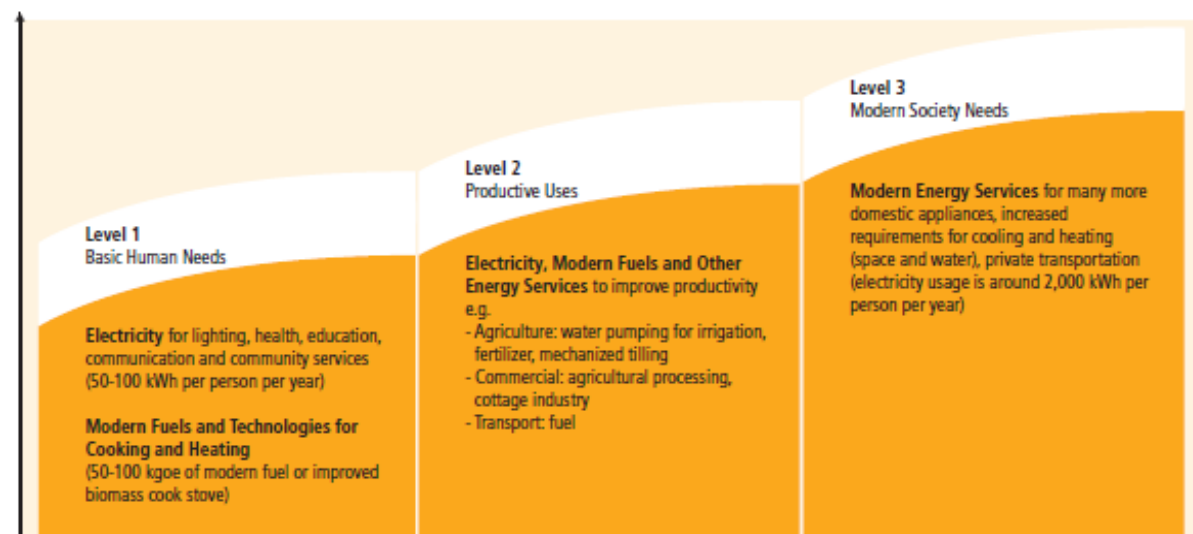 Level 1
Basic Human Needs
Electricity for lighting, health, education,
communication and community services
(50-100 kWh per person per year)
Modern Fuels and Technologies for
Cooking and Heating
(50-100 kgoe of modern fuel or improved
biomass cook stove)
Level 2
Productive Uses
Electricity, Modern Fuels and Other
Energy Services to improve productivity
e.g.
- Agriculture: water pumping for irrigation,
fertilizer, mechanized tilling
- Commercial: agricultural processing,
cottage industry
- Transport: fuel
Level 3
Modern Society Needs
Modern Energy Services for many more
domestic appliances, increased
requirements for cooling and heating
(space and water), private transportation
(electricity usage is around 2,000 kWh per
person per year)